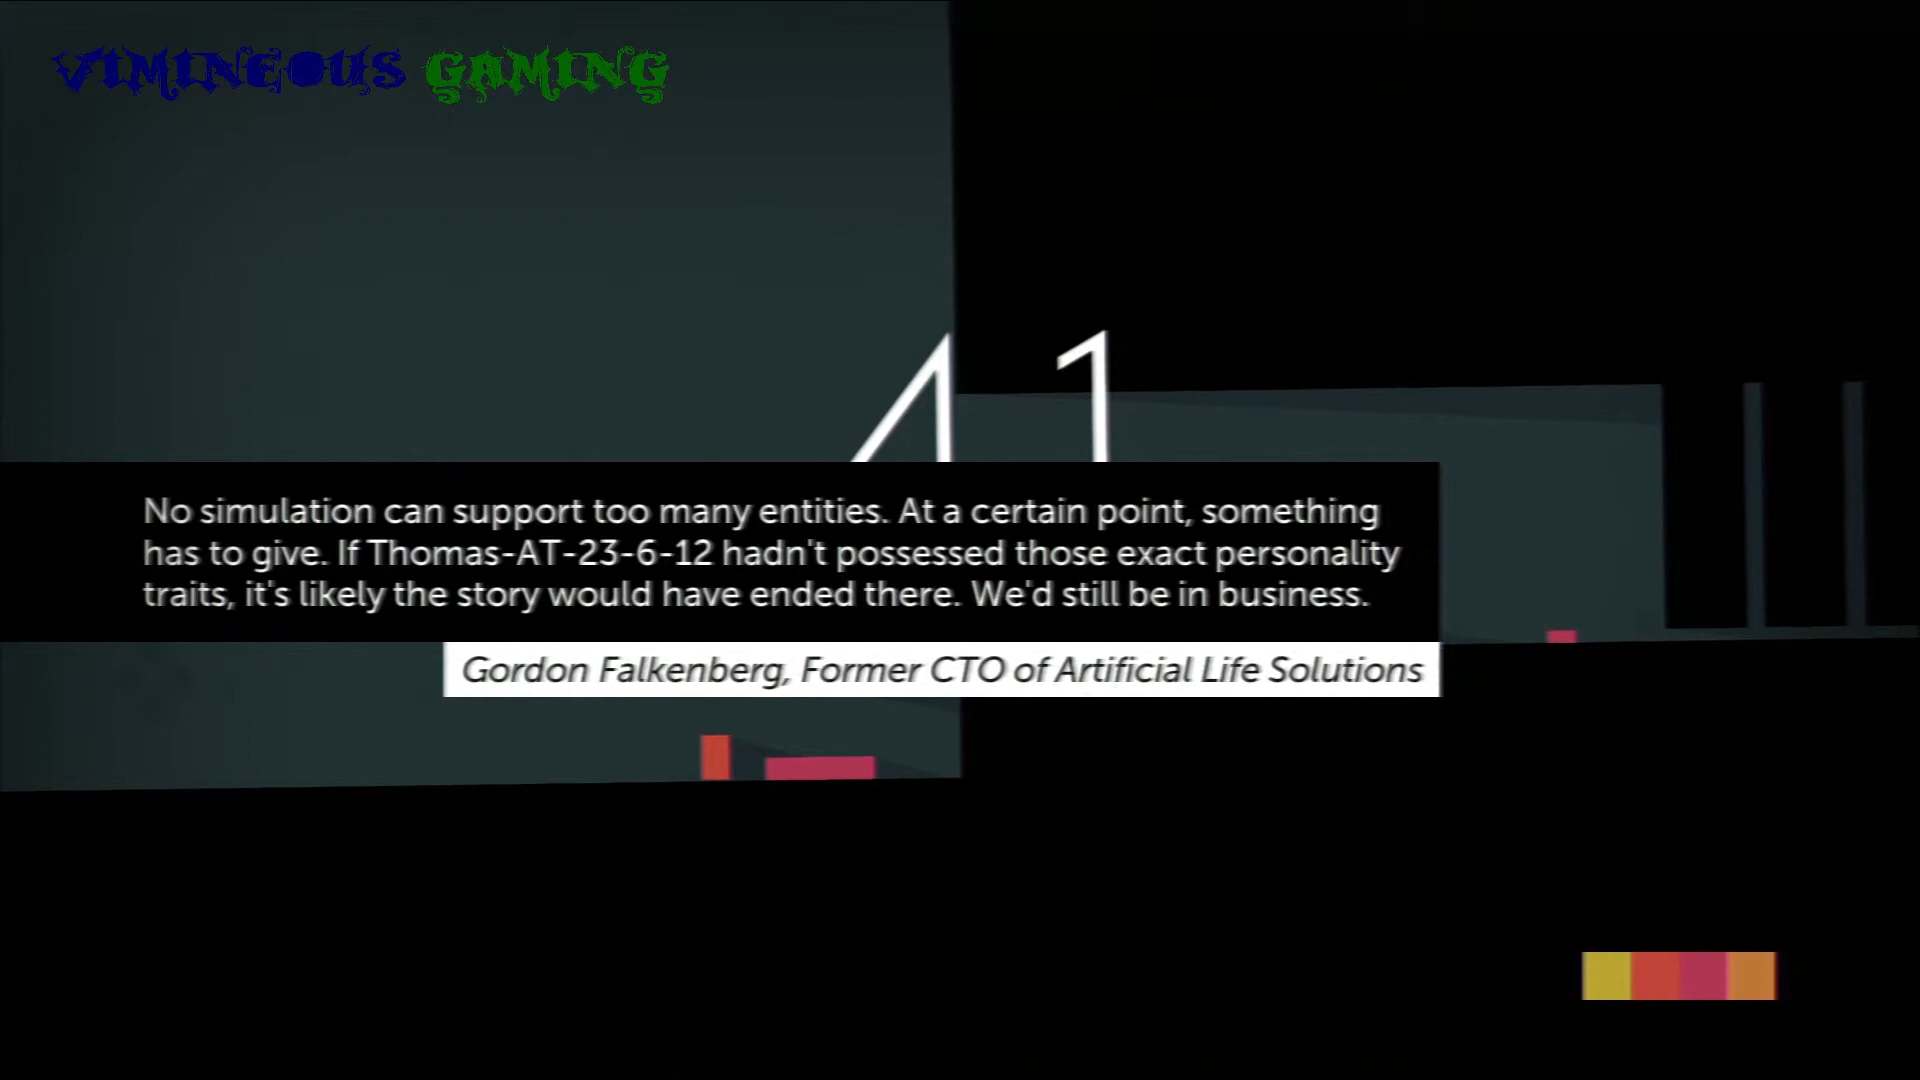 VIMINEOUS GAMING
No simulation can support too many entities. At a certain point, something
has to give. If Thomas-AT-23-6-12 hadn't possessed those exact personality
traits, it's likely the story would have ended there. We'd still be in business.
Gordon Falkenberg, Former CTO of Artificial Life Solutions